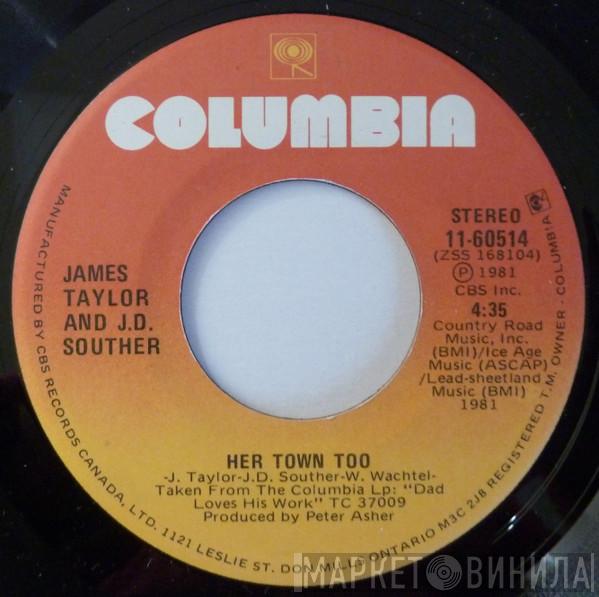 COLUMBIA
JAMES
TAYLOR
AND J.D.
SOUTHER
STEREO
11-60514
(ZSS 168104)
Ⓟ 1981
CBS Inc.
4:35
Country Road
Music, Inc.
(BMI)/Ice Age
Music (ASCAP)
/Lead-sheetland
Music (BMI)
1981
HER TOWN TOO
-J. Taylor-J.D. Souther-W. Wachtel-
Taken From The Columbia Lp: "Dad
Loves His Work" TC 37009
Produced by Peter Asher
MANUFACTURED BY CBS RECORDS CANADA, LTD. 1121 LESLIE ST. DON MILLS ONTARIO M3C 2J8 REGISTERED T.M. OWNER - COLUMBIA
МАРКЕТ ВИНИЛА